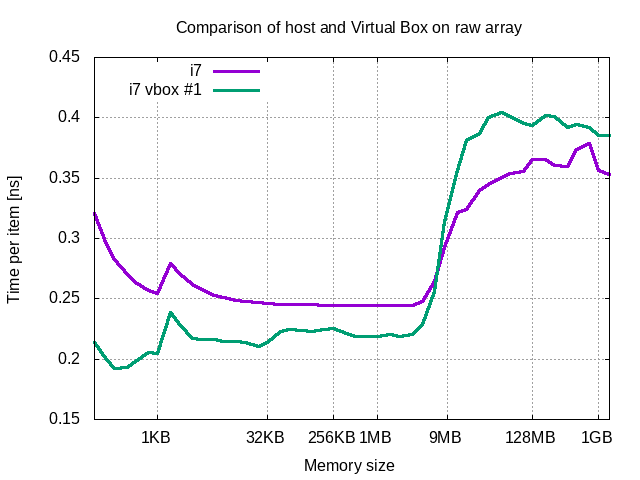 Comparison of host and Virtual Box on raw array
i7
i7 vbox #1
0.45
0.4
0.35
0.3
0.25
0.2
0.15
Time per item [ns]
1KB 32KB 256KB 1MB 9MB 128MB 1GB
Memory size